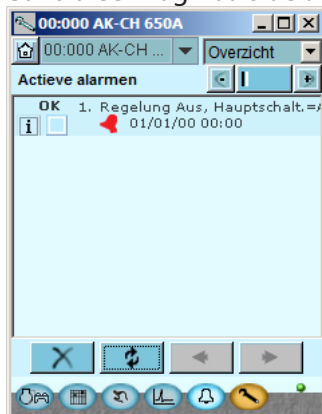 00:000 AK-CH 650A
00:000 AK-CH ... Overzicht
Actieve alarmen
OK 1. Regelung Aus, Hauptschalt.=
i 01/01/00 00:00